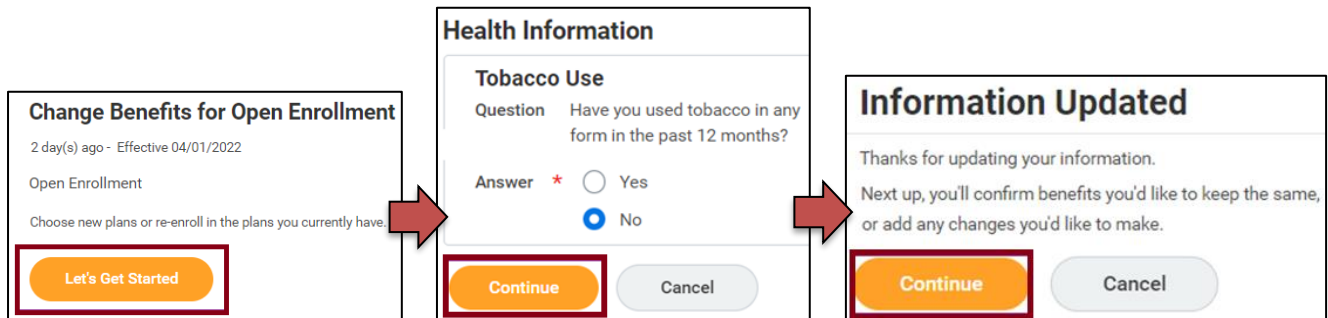 Change Benefits for Open Enrollment
2 day(s) ago - Effective 04/01/2022
Open Enrollment
Choose new plans or re-enroll in the plans you currently have.
Let's Get Started
Health Information
Tobacco Use
Question Have you used tobacco in any
form in the past 12 months?
Answer * Yes
No
Continue Cancel
Information Updated
Thanks for updating your information.
Next up, you'll confirm benefits you'd like to keep the same,
or add any changes you'd like to make.
Continue Cancel